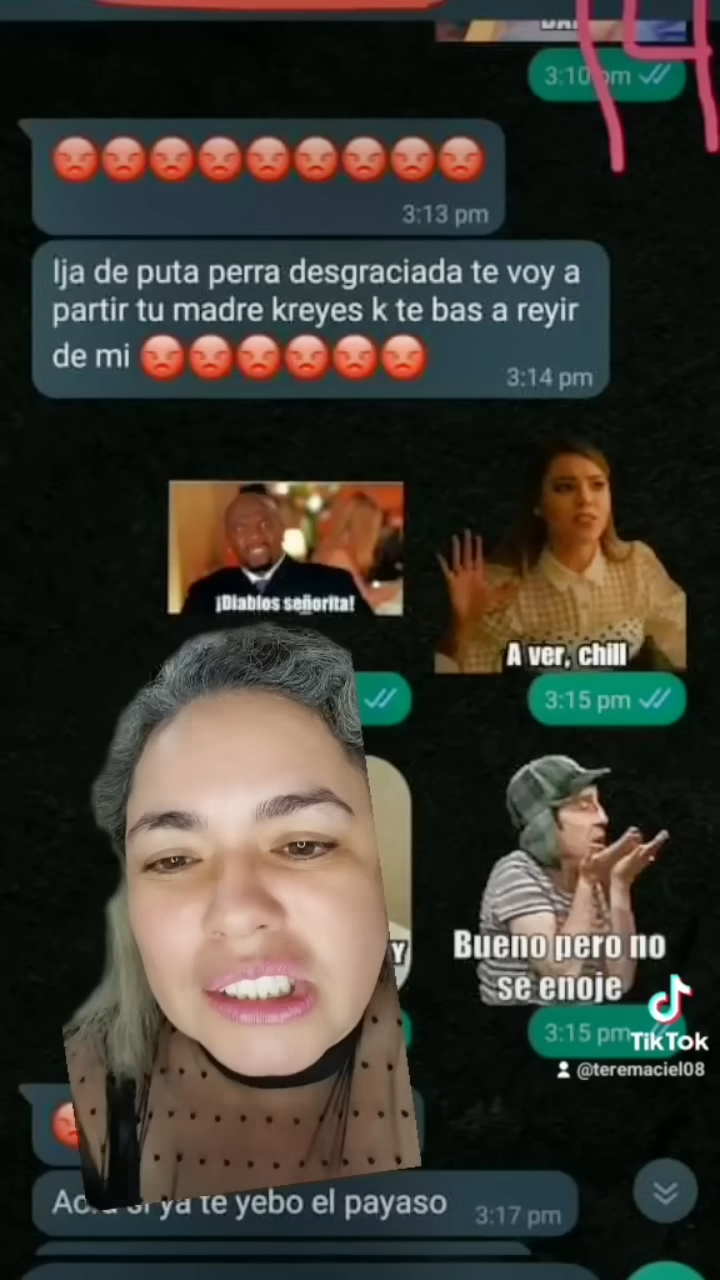 3:10 pm
3:13 pm
Ija de puta perra desgraciada te voy a
partir tu madre kreyes k te bas a reyir
de mi
3:14 pm
¡Diablos señorita!
A ver, chill
3:15 pm
Y
Bueno pero no
se enoje
3:15 pm
TikTok
@teremaciel08
si ya te yebo el payaso
3:17 pm